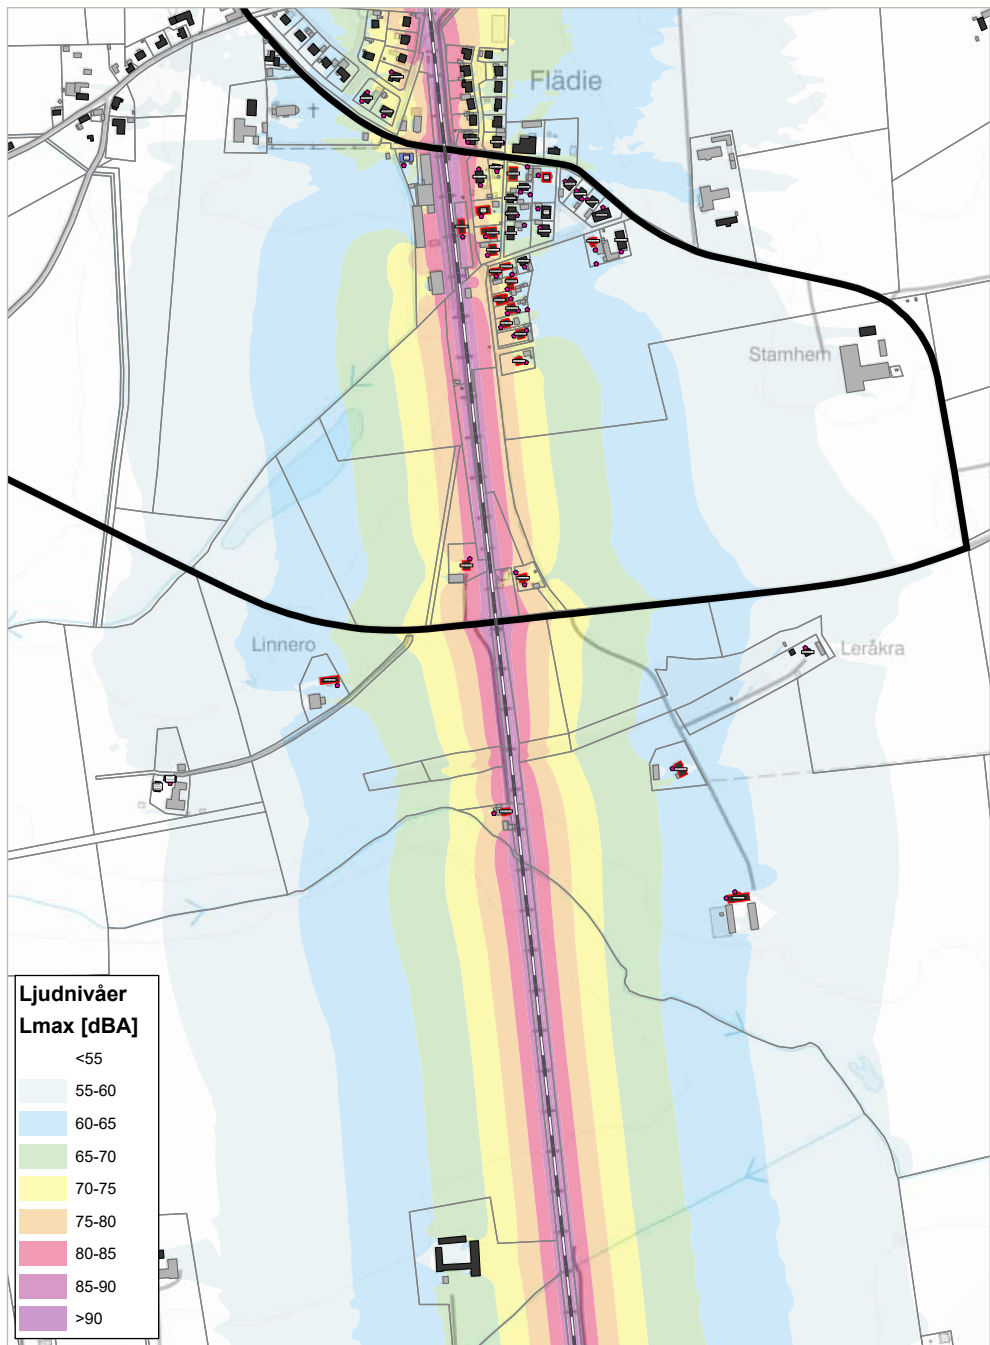 Flädie
Stamhem
Linnero
Leråkra
Ljudnivåer
Lmax [dBA]
<55
55-60
60-65
65-70
70-75
75-80
80-85
85-90
>90